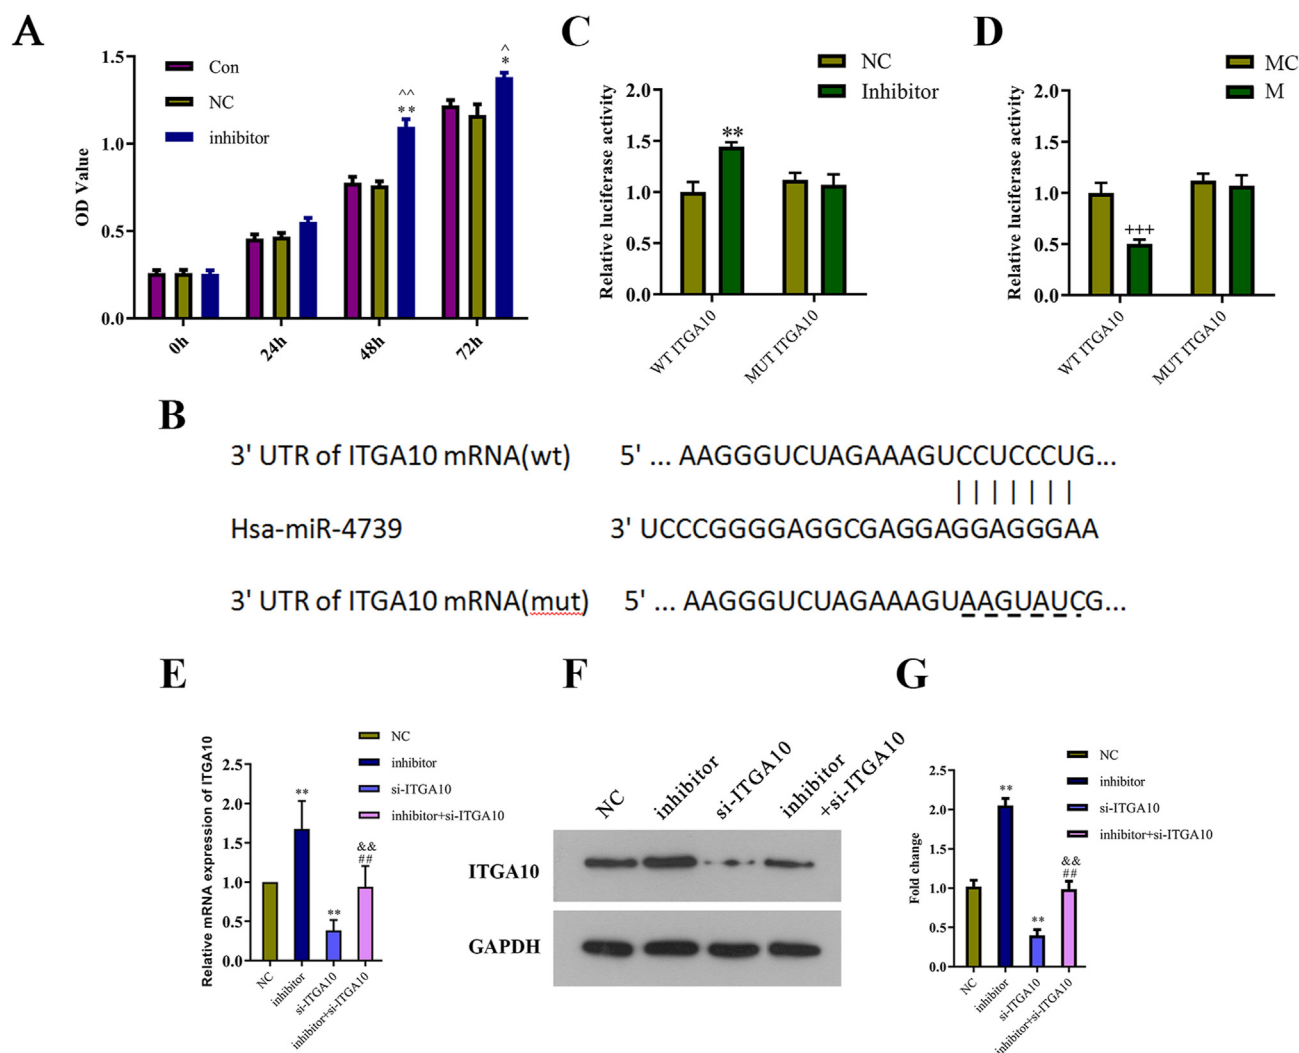 A
1.5
1.0
0.5
0.0
OD Value
Con
NC
inhibitor
^^
**
^
*
0h
24h
48h
72h
C
NC
Inhibitor
2.0
1.5
1.0
0.5
0.0
Relative luciferase activity
**
WT ITGA10
MUT ITGA10
D
MC
M
2.0
1.5
1.0
0.5
0.0
Relative luciferase activity
+++
WT ITGA10
MUT ITGA10
B
3' UTR of ITGA10 mRNA(wt) 5' ... AAGGGUCUAGAAAGUCCUCCCUG...
Hsa-miR-4739 3' UCCCGGGGAGGCGAGGAGGAGGGAA
3' UTR of ITGA10 mRNA(mut) 5' ... AAGGGUCUAGAAAGUAAGUAUCG...
E
NC
inhibitor
si-ITGA10
inhibitor+si-ITGA10
2.5
2.0
1.5
1.0
0.5
0.0
Relative mRNA expression of ITGA10
**
**
&&
##
NC
inhibitor
si-ITGA10
inhibitor+si-ITGA10
F
NC
inhibitor
si-ITGA10
inhibitor
+si-ITGA10
ITGA10
GAPDH
G
NC
inhibitor
si-ITGA10
inhibitor+si-ITGA10
2.5
2.0
1.5
1.0
0.5
0.0
Fold change
**
**
&&
##
NC
inhibitor
si-ITGA10
inhibitor+si-ITGA10